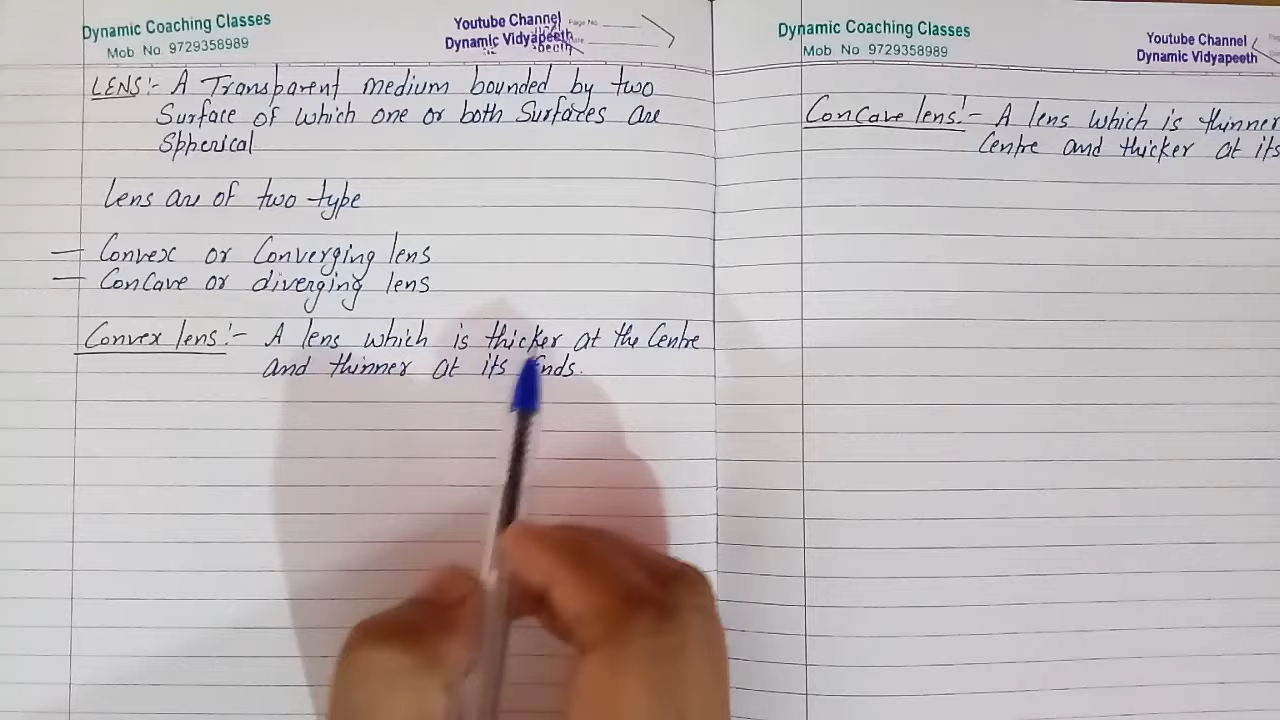 Dynamic Coaching Classes
Mob No 9729358989
Youtube Channel
Dynamic Vidyapeeth
Page No.
LENS:- A Transparent medium bounded by two
Surface of which one or both Surfaces are
Spherical
Lens are of two type
— Convex or Converging lens
— Concave or diverging lens
Convex lens:- A lens which is thicker at the Centre
and thinner at its Ends.
Dynamic Coaching Classes
Mob No 9729358989
Youtube Channel
Dynamic Vidyapeeth
Concave lens:- A lens which is thinner
Centre and thicker at its